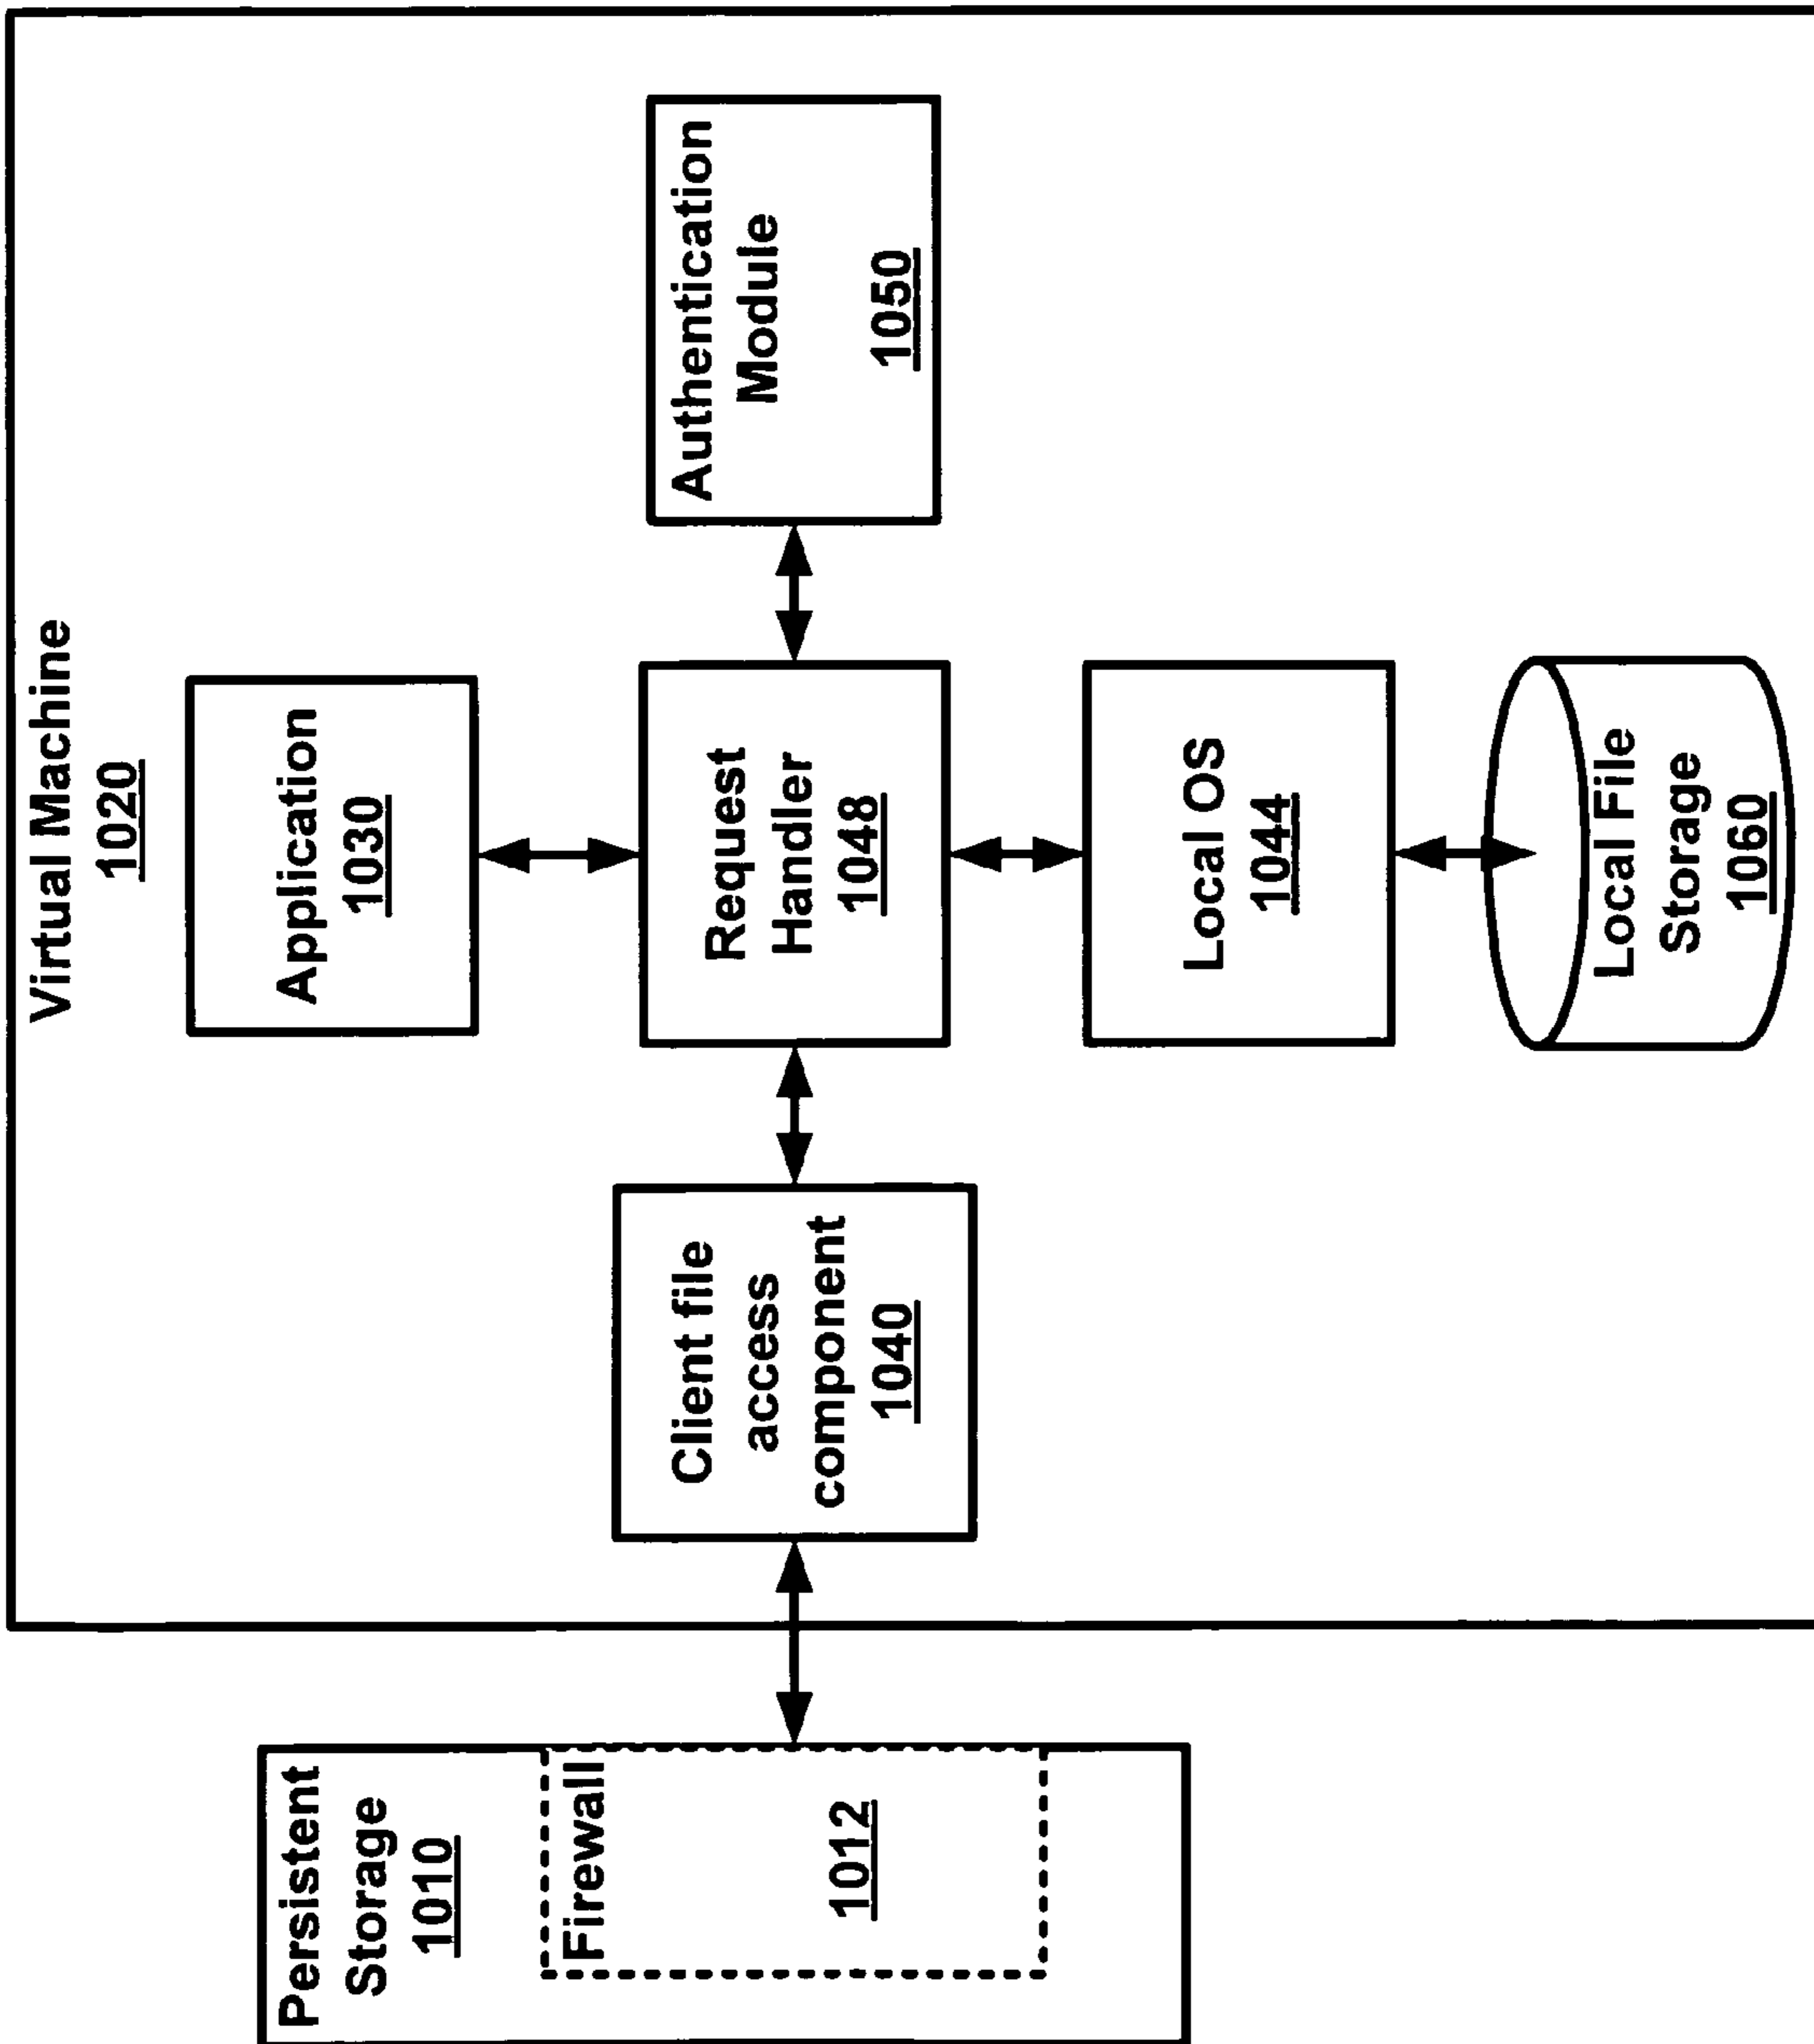 Virtual Machine
1020
Persistent
Storage
1010
Firewall
1012
Application
1030
Client file
access
component
1040
Request
Handler
1048
Authentication
Module
1050
Local OS
1044
Local File
Storage
1060